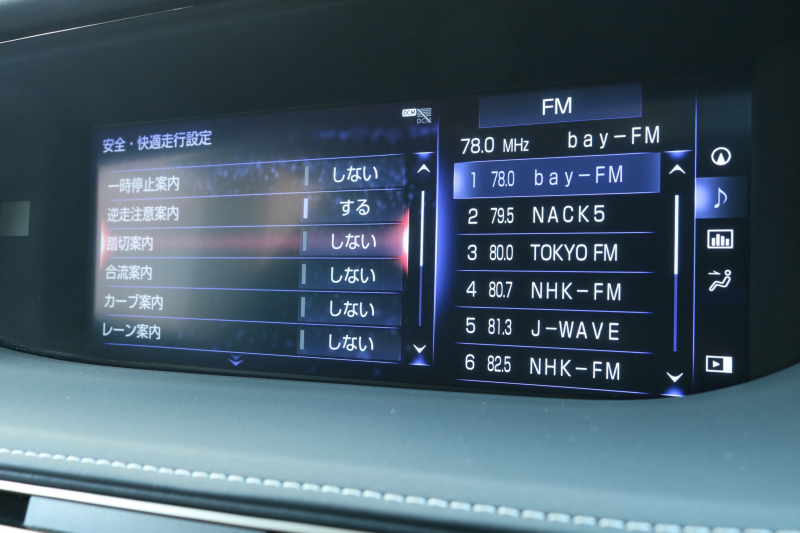 DCM
DCM
安全・快適走行設定
一時停止案内 しない
逆走注意案内 する
踏切案内 しない
合流案内 しない
カーブ案内 しない
レーン案内 しない
FM
78.0 MHz bay-FM
1 78.0 bay-FM
2 79.5 NACK5
3 80.0 TOKYO FM
4 80.7 NHK-FM
5 81.3 J-WAVE
6 82.5 NHK-FM